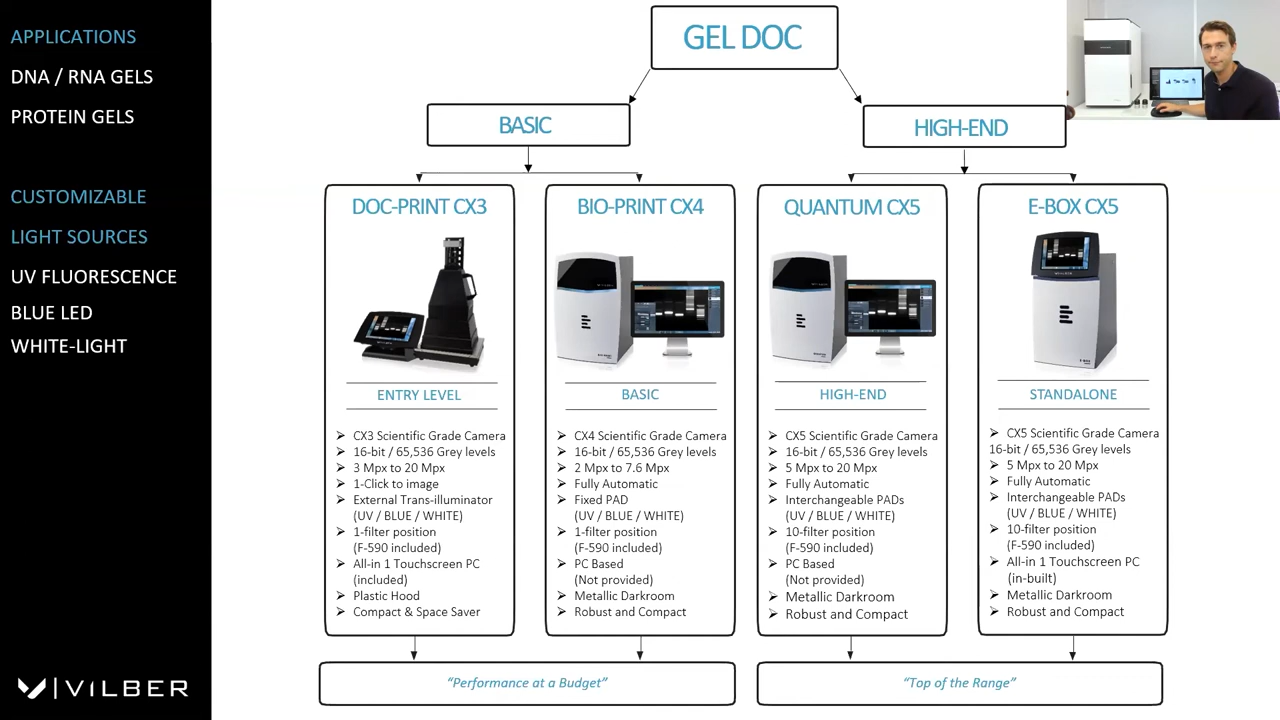 APPLICATIONS
DNA / RNA GELS
PROTEIN GELS
CUSTOMIZABLE
LIGHT SOURCES
UV FLUORESCENCE
BLUE LED
WHITE-LIGHT
VILBER
GEL DOC
BASIC
HIGH-END
DOC-PRINT CX3
ENTRY LEVEL
CX3 Scientific Grade Camera
16-bit / 65,536 Grey levels
3 Mpx to 20 Mpx
1-Click to image
External Trans-illuminator
(UV / BLUE / WHITE)
1-filter position
(F-590 included)
All-in 1 Touchscreen PC
(included)
Plastic Hood
Compact & Space Saver
BIO-PRINT CX4
BASIC
CX4 Scientific Grade Camera
16-bit / 65,536 Grey levels
2 Mpx to 7.6 Mpx
Fully Automatic
Fixed PAD
(UV / BLUE / WHITE)
1-filter position
(F-590 included)
PC Based
(Not provided)
Metallic Darkroom
Robust and Compact
QUANTUM CX5
HIGH-END
CX5 Scientific Grade Camera
16-bit / 65,536 Grey levels
5 Mpx to 20 Mpx
Fully Automatic
Interchangeable PADs
(UV / BLUE / WHITE)
10-filter position
(F-590 included)
PC Based
(Not provided)
Metallic Darkroom
Robust and Compact
E-BOX CX5
STANDALONE
CX5 Scientific Grade Camera
16-bit / 65,536 Grey levels
5 Mpx to 20 Mpx
Fully Automatic
Interchangeable PADs
(UV / BLUE / WHITE)
10-filter position
(F-590 included)
All-in 1 Touchscreen PC
(in-built)
Metallic Darkroom
Robust and Compact
“Performance at a Budget”
“Top of the Range”